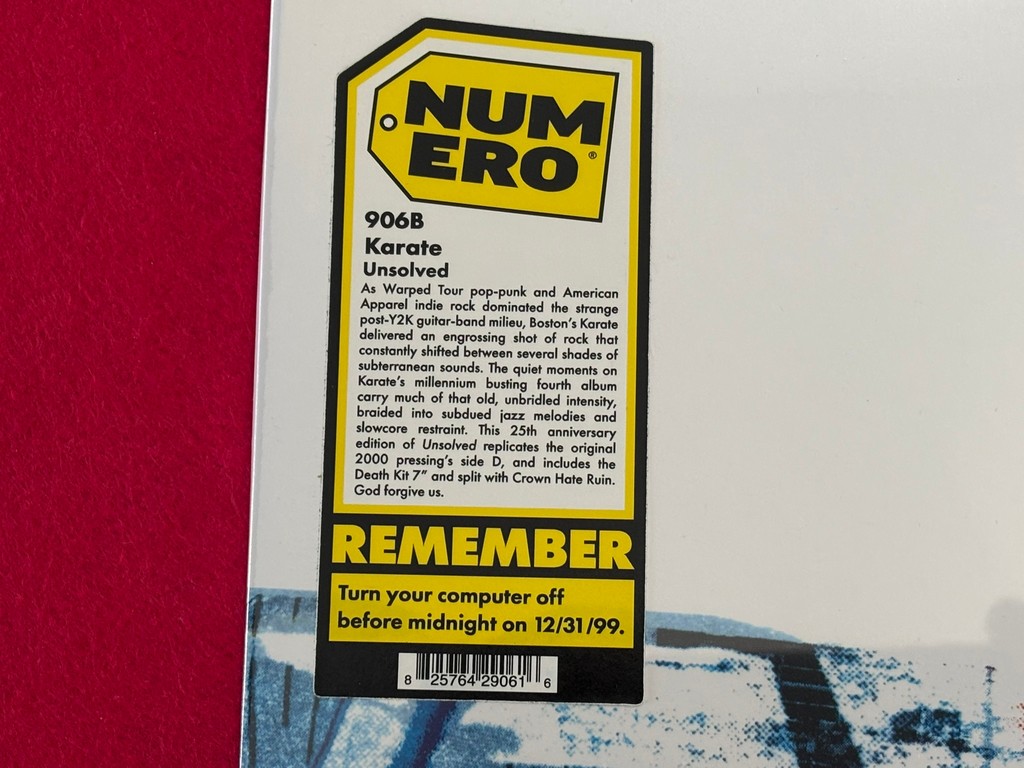 NUM
ERO®
906B
Karate
Unsolved
As Warped Tour pop-punk and American
Apparel indie rock dominated the strange
post-Y2K guitar-band milieu, Boston's Karate
delivered an engrossing shot of rock that
constantly shifted between several shades of
subterranean sounds. The quiet moments on
Karate's millennium busting fourth album
carry much of that old, unbridled intensity,
braided into subdued jazz melodies and
slowcore restraint. This 25th anniversary
edition of Unsolved replicates the original
2000 pressing's side D, and includes the
Death Kit 7" and split with Crown Hate Ruin.
God forgive us.
REMEMBER
Turn your computer off
before midnight on 12/31/99.
8 25764 29061 6